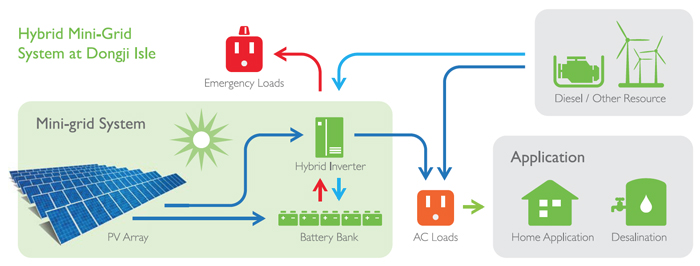 Hybrid Mini-Grid
System at Dongji Isle
Emergency Loads
Diesel / Other Resource
Mini-grid System
Hybrid Inverter
PV Array
Battery Bank
AC Loads
Application
Home Application
Desalination